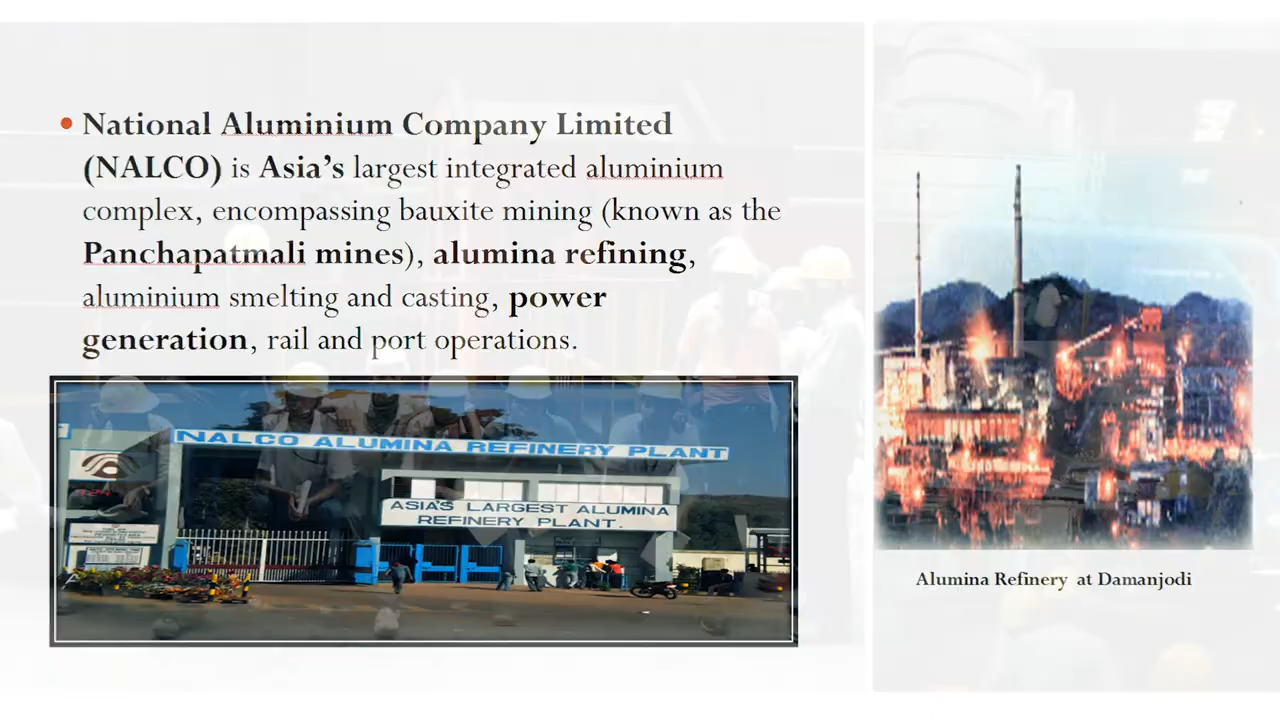 National Aluminium Company Limited
(NALCO) is Asia's largest integrated aluminium
complex, encompassing bauxite mining (known as the
Panchapatmali mines), alumina refining,
aluminium smelting and casting, power
generation, rail and port operations.
NALCO ALUMINA REFINERY PLANT
ASIA'S LARGEST ALUMINA
REFINERY PLANT.
Alumina Refinery at Damanjodi